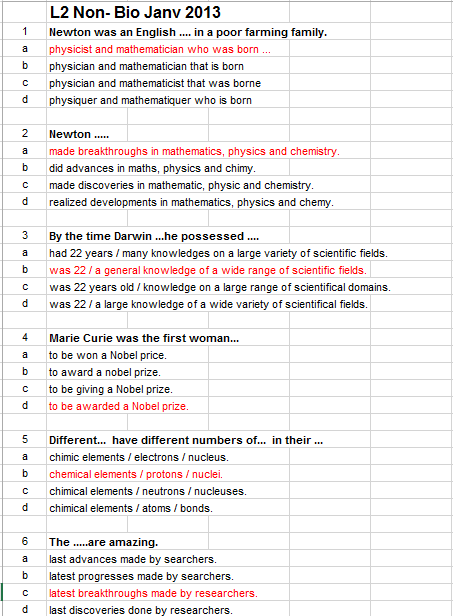 L2 Non- Bio Janv 2013
1 Newton was an English .... in a poor farming family.
a physicist and mathematician who was born ...
b physician and mathematician that is born
c physician and mathematicist that was borne
d physiquer and mathematiquer who is born
2 Newton .....
a made breakthroughs in mathematics, physics and chemistry.
b did advances in maths, physics and chimy.
c made discoveries in mathematic, physic and chemistry.
d realized developments in mathematics, physics and chemy.
3 By the time Darwin ...he possessed ....
a had 22 years / many knowledges on a large variety of scientific fields.
b was 22 / a general knowledge of a wide range of scientific fields.
c was 22 years old / knowledge on a large range of scientifical domains.
d was 22 / a large knowledge of a wide variety of scientifical fields.
4 Marie Curie was the first woman...
a to be won a Nobel price.
b to award a nobel prize.
c to be giving a Nobel prize.
d to be awarded a Nobel prize.
5 Different... have different numbers of... in their ...
a chimic elements / electrons / nucleus.
b chemical elements / protons / nuclei.
c chimical elements / neutrons / nucleuses.
d chimical elements / atoms / bonds.
6 The .....are amazing.
a last advances made by searchers.
b latest progresses made by searchers.
c latest breakthroughs made by researchers.
d last discoveries done by researchers.